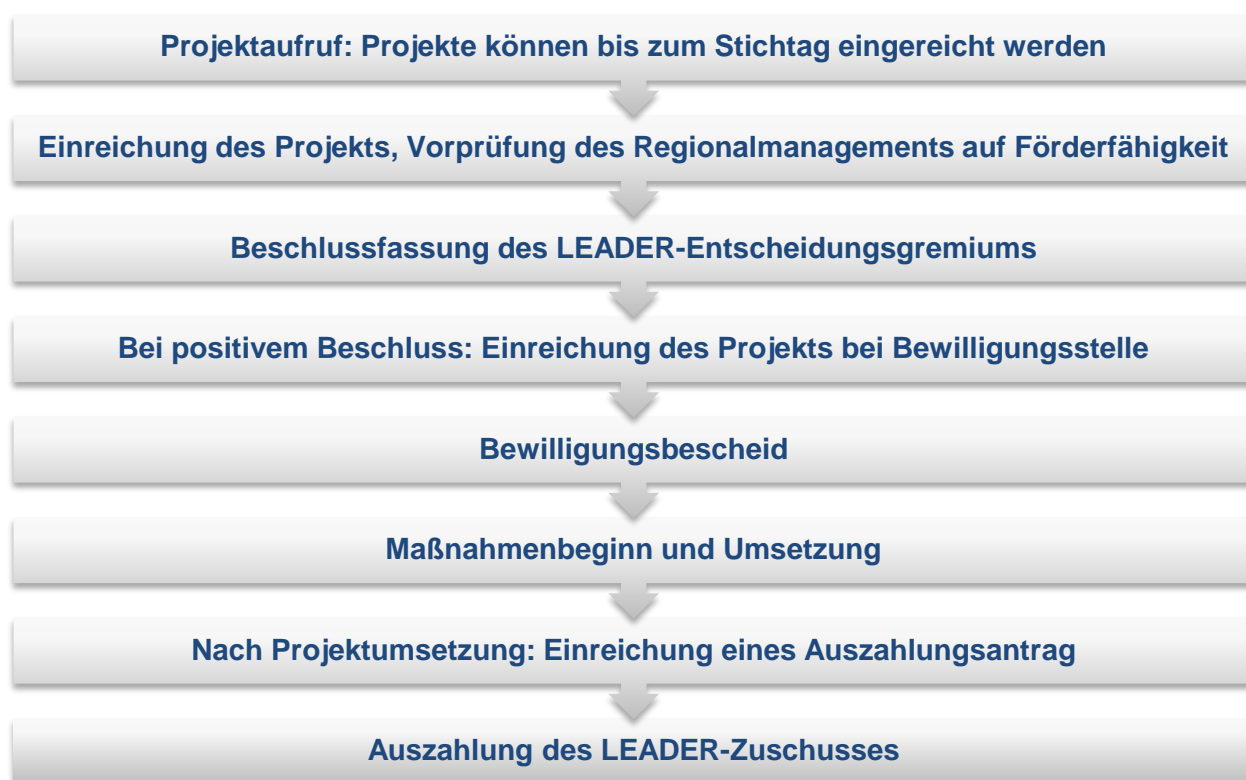 Projektaufruf: Projekte können bis zum Stichtag eingereicht werden
Einreichung des Projekts, Vorprüfung des Regionalmanagements auf Förderfähigkeit
Beschlussfassung des LEADER-Entscheidungsgremiums
Bei positivem Beschluss: Einreichung des Projekts bei Bewilligungsstelle
Bewilligungsbescheid
Maßnahmenbeginn und Umsetzung
Nach Projektumsetzung: Einreichung eines Auszahlungsantrag
Auszahlung des LEADER-Zuschusses